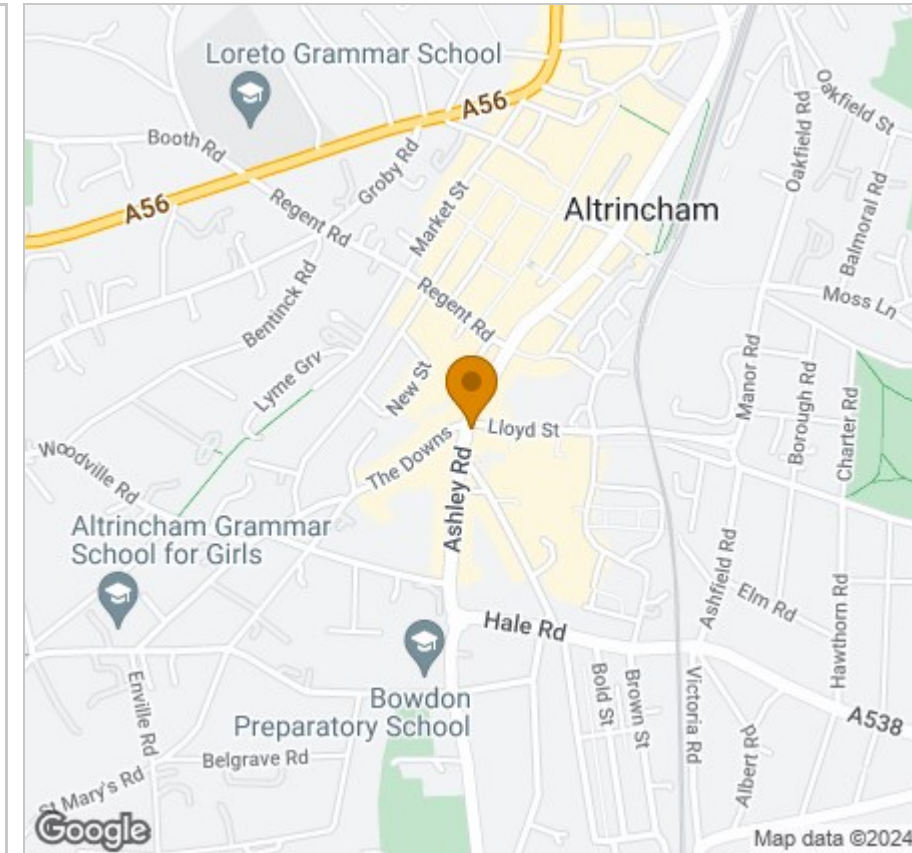 Loreto Grammar School
A56
Oakfield St
Booth Rd
Groby Rd
Oakfield Rd
A56
Market St
Altrincham
Balmoral Rd
Regent Rd
Bentinck Rd
Regent Rd
Moss Ln
Lyme Grv
New St
Manor Rd
Borough Rd
Charter Rd
Woodville Rd
The Downs
Lloyd St
Ashley Rd
Altrincham Grammar
School for Girls
Ashfield Rd
Elm Rd
Hawthorn Rd
Hale Rd
Enville Rd
Bowdon
Preparatory School
Bold St
Brown St
Victoria Rd
A538
Albert Rd
Belgrave Rd
St Mary's Rd
Google
Map data ©2024